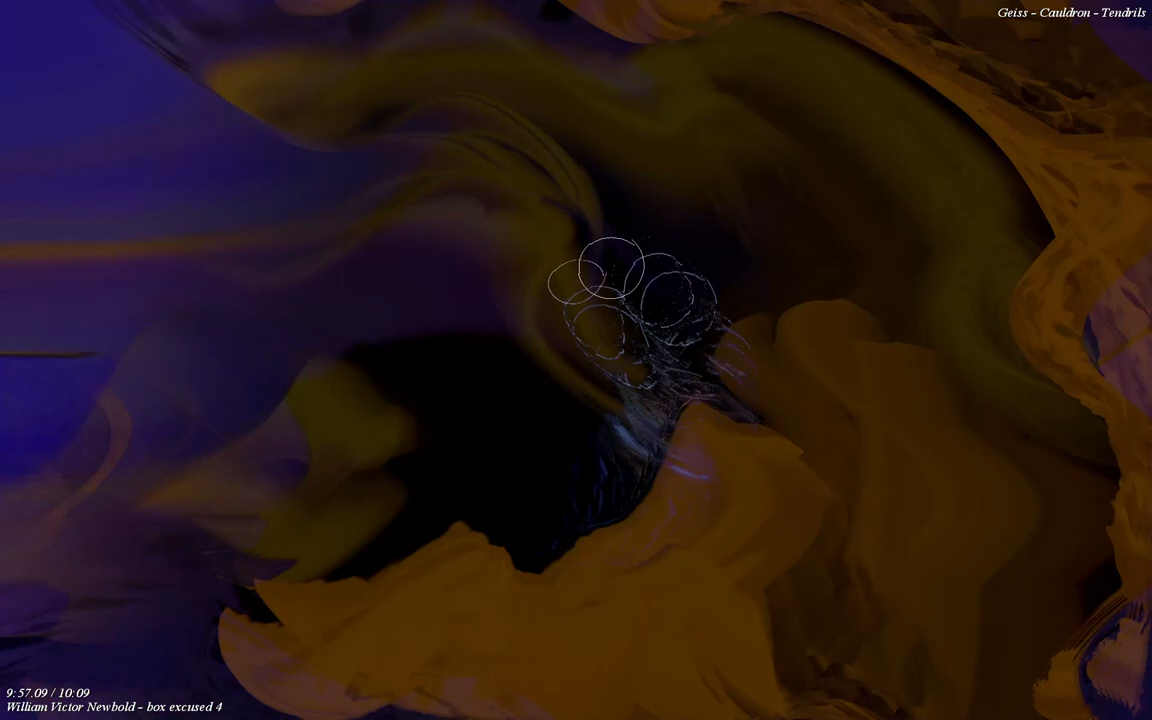 Geiss - Cauldron - Tendrils
9:57.09 / 10:09
William Victor Newbold - box excused 4